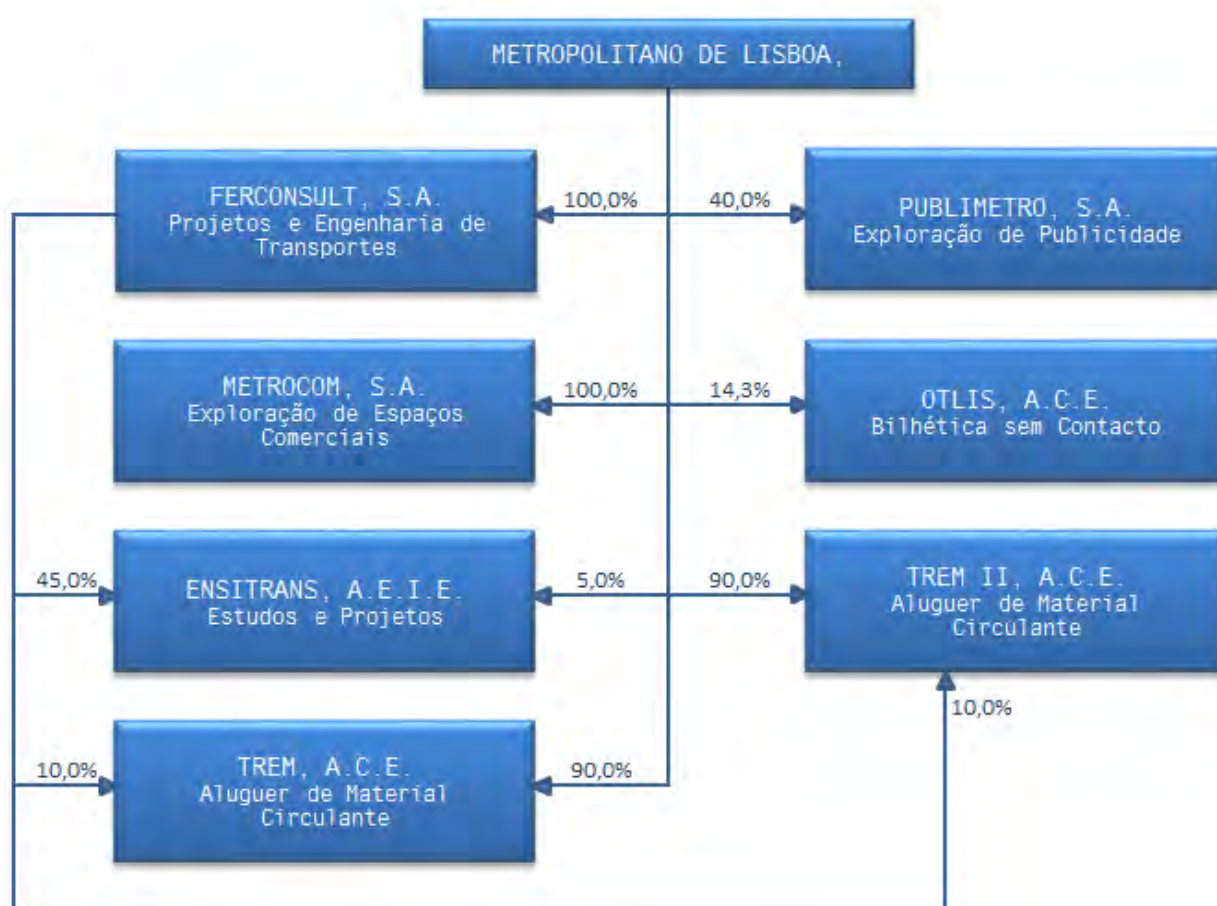 METROPOLITANO DE LISBOA,
FERCONSULT, S.A.
Projetos e Engenharia de
Transportes
100,0%
40,0%
PUBLIMETRO, S.A.
Exploração de Publicidade
METROCOM, S.A.
Exploração de Espaços
Comerciais
100,0%
14,3%
OTLIS, A.C.E.
Bilhética sem Contacto
45,0%
ENSITRANS, A.E.I.E.
Estudos e Projetos
5,0%
90,0%
TREM II, A.C.E.
Aluguer de Material
Circulante
10,0%
10,0%
TREM, A.C.E.
Aluguer de Material
Circulante
90,0%